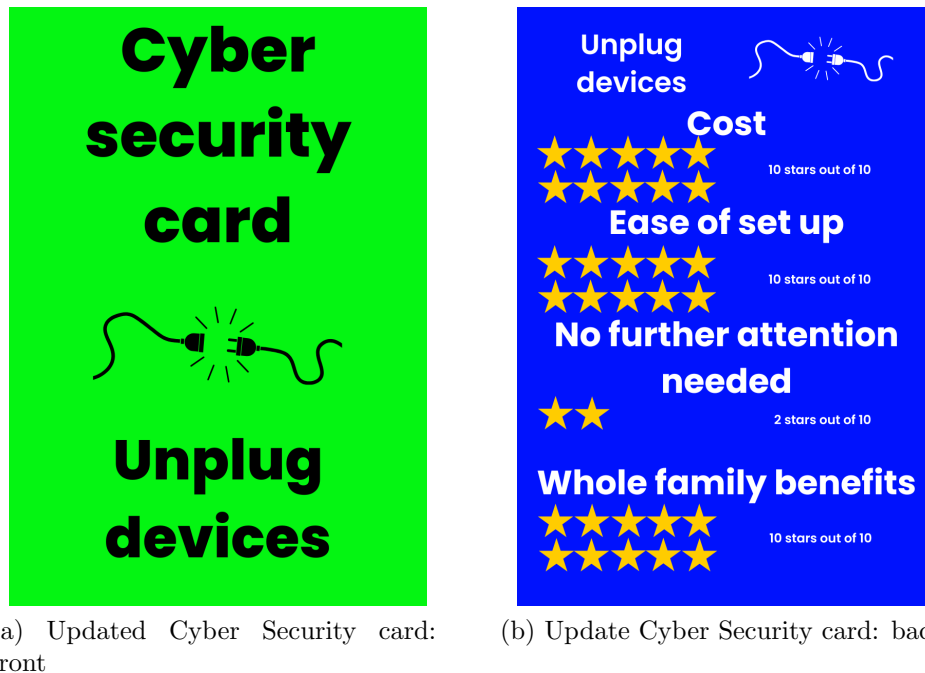 Cyber
security
card
Unplug
devices
a) Updated Cyber Security card:
ront
Unplug
devices
Cost
10 stars out of 10
Ease of set up
10 stars out of 10
No further attention
needed
2 stars out of 10
Whole family benefits
10 stars out of 10
(b) Update Cyber Security card: bac